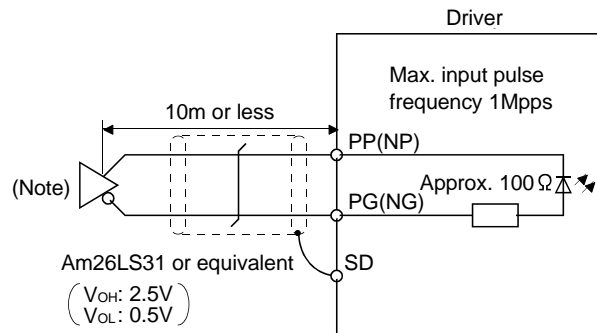 Driver
Max. input pulse
frequency 1Mpps
10m or less
PP(NP)
(Note)
Approx. 100Ω
PG(NG)
Am26LS31 or equivalent
SD
VOH: 2.5V
VOL: 0.5V